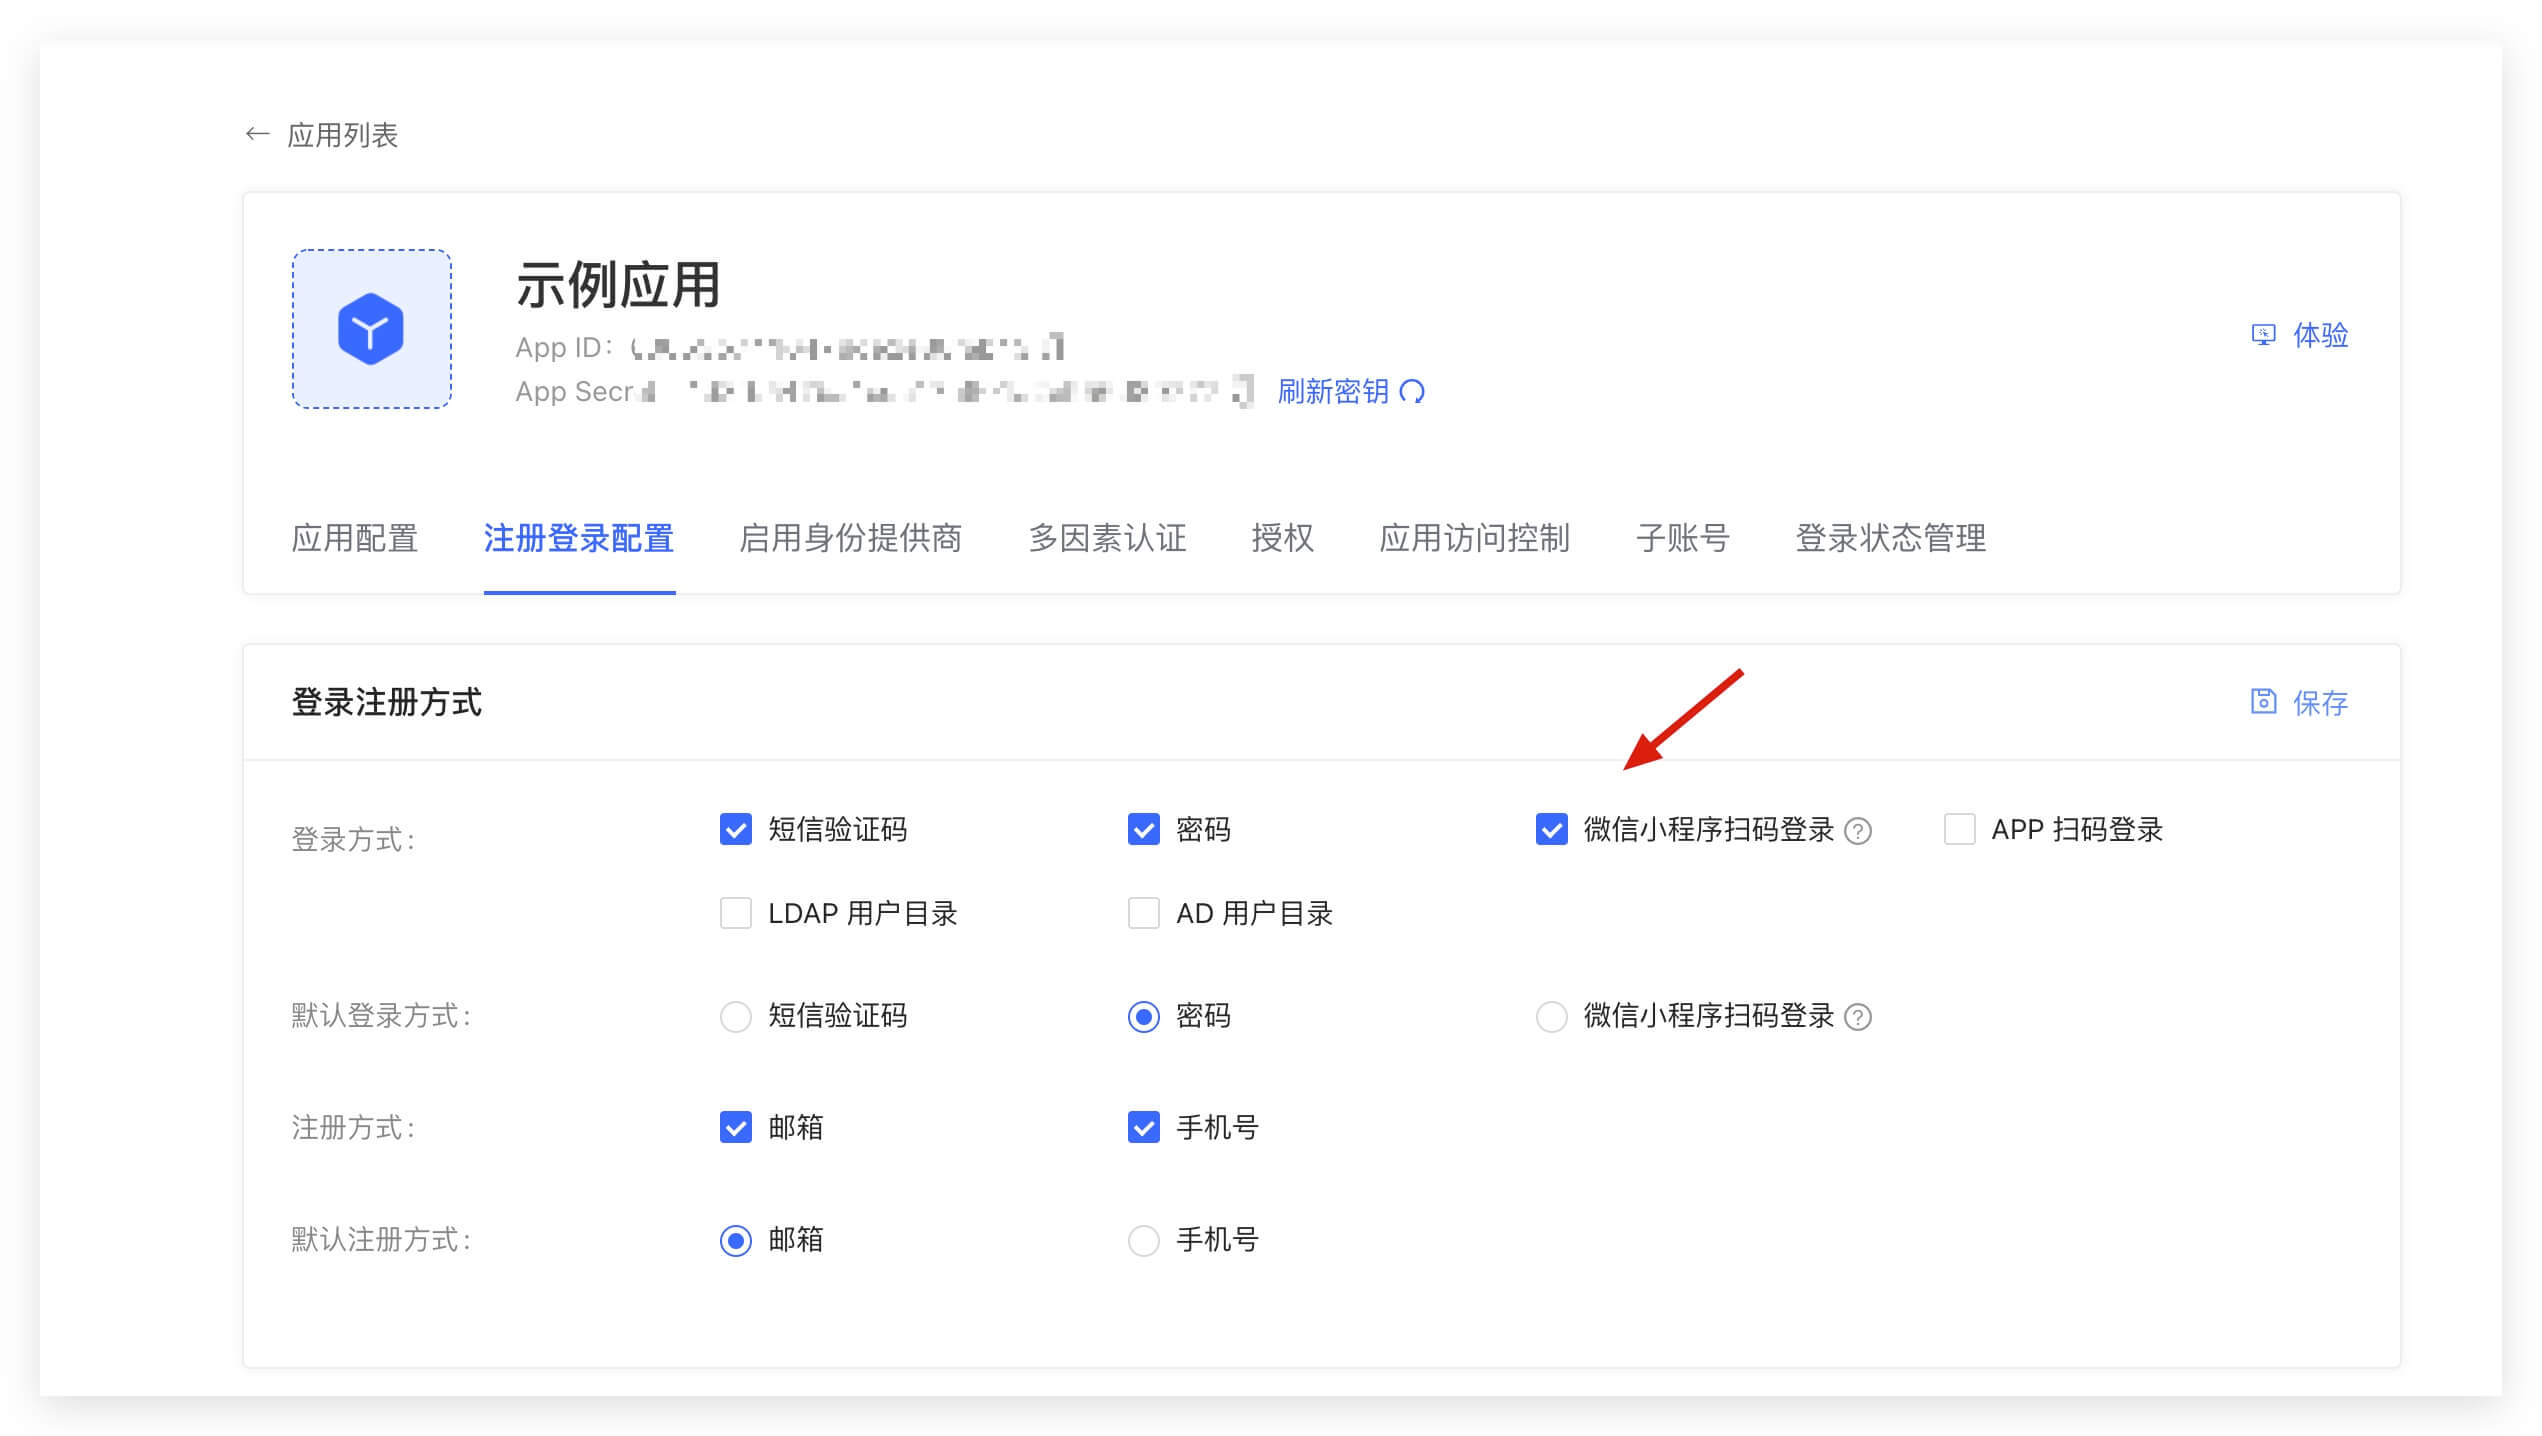 ← 应用列表
示例应用
App ID：
App Secr 刷新密钥
体验
应用配置 注册登录配置 启用身份提供商 多因素认证 授权 应用访问控制 子账号 登录状态管理
登录注册方式 保存
登录方式： 短信验证码 密码 微信小程序扫码登录 ? APP 扫码登录
LDAP 用户目录 AD 用户目录
默认登录方式： 短信验证码 密码 微信小程序扫码登录 ?
注册方式： 邮箱 手机号
默认注册方式： 邮箱 手机号